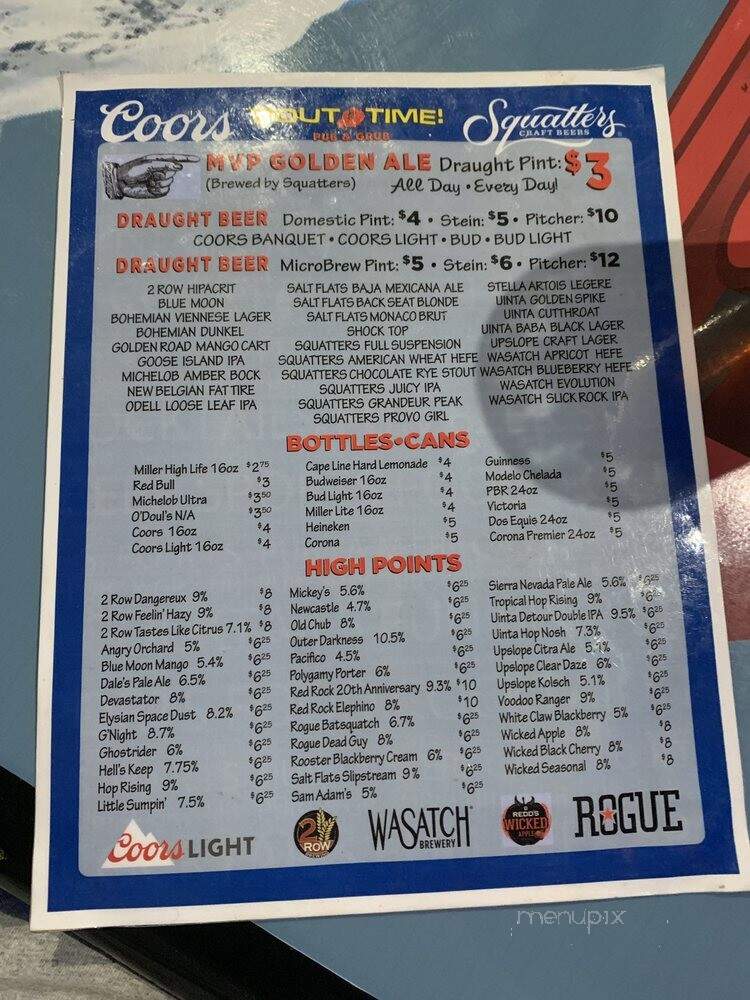 Coors
BOUT TIME!
PUB & GRUB
Squatters
CRAFT BEERS
MVP GOLDEN ALE Draught Pint: $3
(Brewed by Squatters) All Day • Every Day!
DRAUGHT BEER Domestic Pint: $4 • Stein: $5 • Pitcher: $10
COORS BANQUET • COORS LIGHT • BUD • BUD LIGHT
DRAUGHT BEER MicroBrew Pint: $5 • Stein: $6 • Pitcher: $12
2 ROW HIPACRIT
BLUE MOON
BOHEMIAN VIENNESE LAGER
BOHEMIAN DUNKEL
GOLDEN ROAD MANGO CART
GOOSE ISLAND IPA
MICHELOB AMBER BOCK
NEW BELGIAN FAT TIRE
ODELL LOOSE LEAF IPA
SALT FLATS BAJA MEXICANA ALE
SALT FLATS BACK SEAT BLONDE
SALT FLATS MONACO BRUT
SHOCK TOP
SQUATTERS FULL SUSPENSION
SQUATTERS AMERICAN WHEAT HEFE
SQUATTERS CHOCOLATE RYE STOUT
SQUATTERS JUICY IPA
SQUATTERS GRANDEUR PEAK
SQUATTERS PROVO GIRL
STELLA ARTOIS LEGERE
UINTA GOLDEN SPIKE
UINTA CUTTHROAT
UINTA BABA BLACK LAGER
UPSLOPE CRAFT LAGER
WASATCH APRICOT HEFE
WASATCH BLUEBERRY HEFE
WASATCH EVOLUTION
WASATCH SLICK ROCK IPA
BOTTLES•CANS
Miller High Life 16oz $2.75
Red Bull $3
Michelob Ultra $3.50
O'Doul's N/A $3.50
Coors 16oz $4
Coors Light 16oz $4
Cape Line Hard Lemonade $4
Budweiser 16oz $4
Bud Light 16oz $4
Miller Lite 16oz $4
Heineken $5
Corona $5
Guinness $5
Modelo Chelada $5
PBR 24oz $5
Victoria $5
Dos Equis 24oz $5
Corona Premier 24oz $5
HIGH POINTS
2 Row Dangereux 9% $8
2 Row Feelin' Hazy 9% $8
2 Row Tastes Like Citrus 7.1% $8
Angry Orchard 5% $6.25
Blue Moon Mango 5.4% $6.25
Dale's Pale Ale 6.5% $6.25
Devastator 8% $6.25
Elysian Space Dust 8.2% $6.25
G'Night 8.7% $6.25
Ghostrider 6% $6.25
Hell's Keep 7.75% $6.25
Hop Rising 9% $6.25
Little Sumpin' 7.5% $6.25
Mickey's 5.6% $6.25
Newcastle 4.7% $6.25
Old Chub 8% $6.25
Outer Darkness 10.5% $6.25
Pacifico 4.5% $6.25
Polygamy Porter 6% $6.25
Red Rock 20th Anniversary 9.3% $10
Red Rock Elephino 8% $10
Rogue Batsquatch 6.7% $6.25
Rogue Dead Guy 8% $6.25
Rooster Blackberry Cream 6% $6.25
Salt Flats Slipstream 9% $6.25
Sam Adam's 5% $6.25
Sierra Nevada Pale Ale 5.6% $6.25
Tropical Hop Rising 9% $6.25
Uinta Detour Double IPA 9.5% $6.25
Uinta Hop Nosh 7.3% $6.25
Upslope Citra Ale $6.25
Upslope Clear Daze 6% $6.25
Upslope Kolsch 5.1% $6.25
Voodoo Ranger 9% $6.25
White Claw Blackberry 5% $6.25
Wicked Apple 8% $8
Wicked Black Cherry 8% $8
Wicked Seasonal 8% $8
Coors LIGHT
2 ROW
BREWING
WASATCH
BREWERY
REDD'S
WICKED
APPLE
ROGUE
menupix